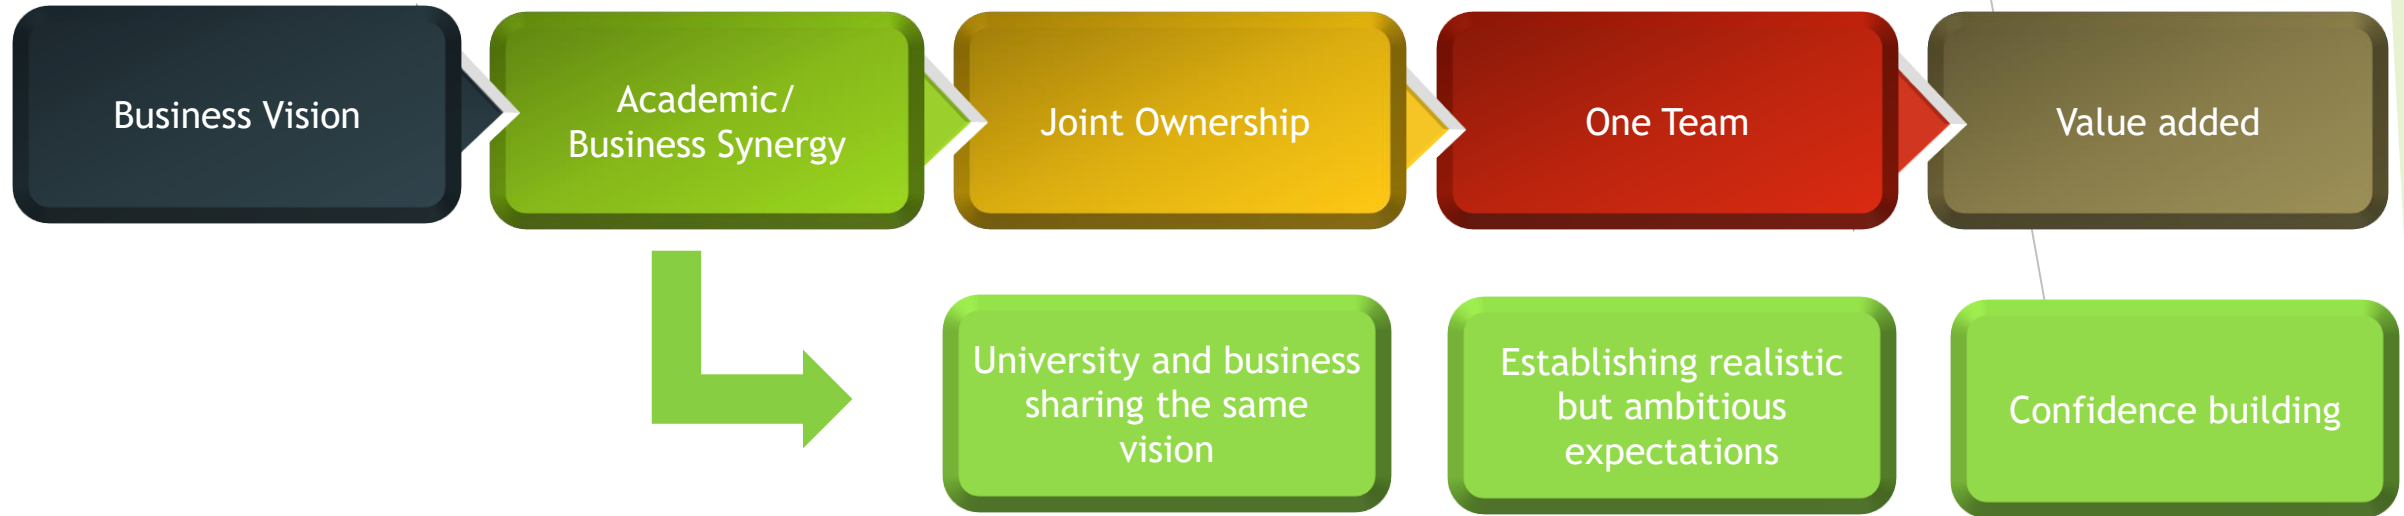 Business Vision
Academic/
Business Synergy
Joint Ownership
One Team
Value added
University and business
sharing the same
vision
Establishing realistic
but ambitious
expectations
Confidence building